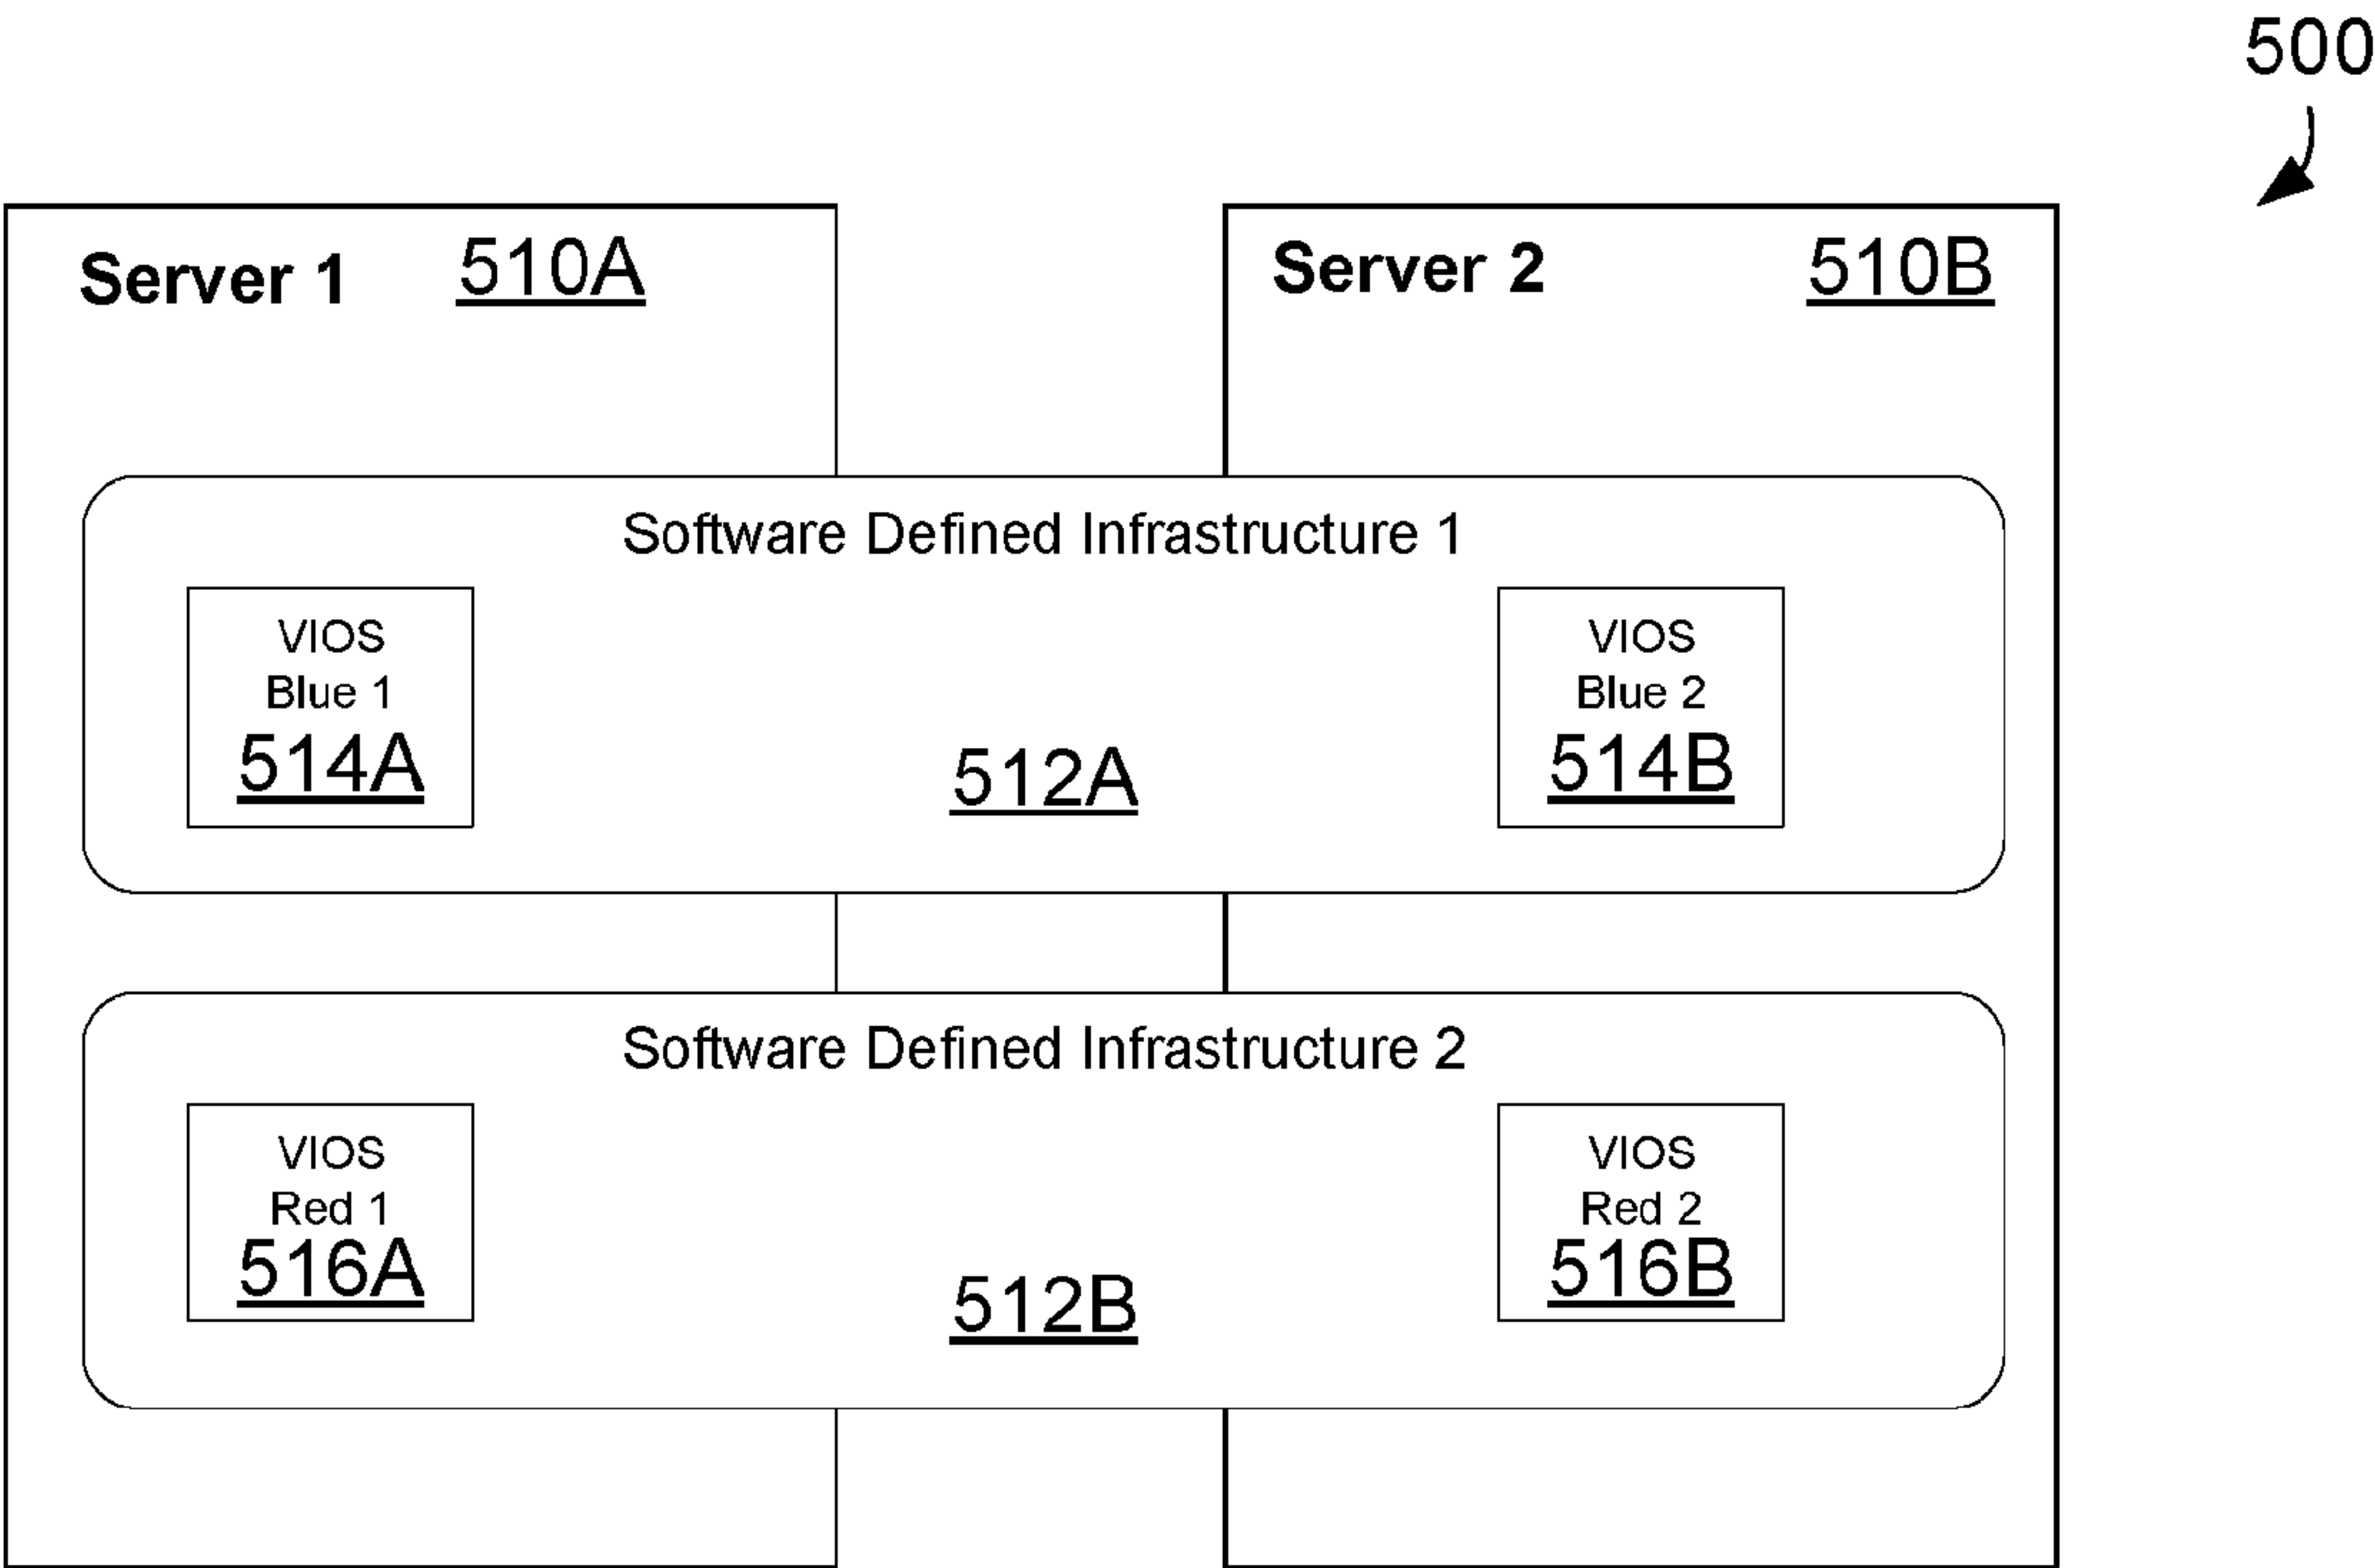 500
Server 1 510A
Server 2 510B
Software Defined Infrastructure 1
VIOS
Blue 1
514A
512A
VIOS
Blue 2
514B
Software Defined Infrastructure 2
VIOS
Red 1
516A
512B
VIOS
Red 2
516B